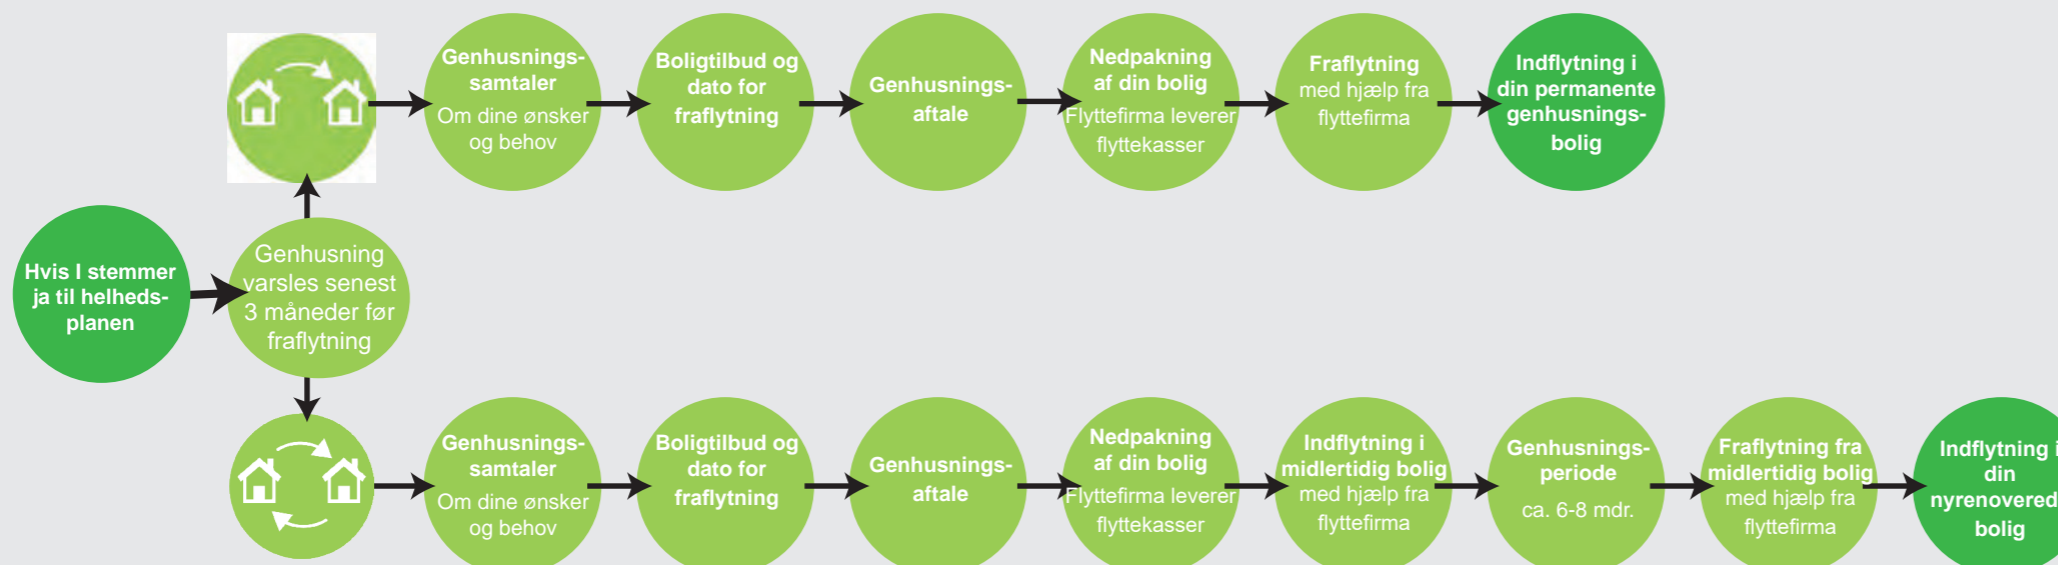 Genhusnings-
samtaler
Om dine ønsker
og behov
Boligtilbud og
dato for
fraflytning
Genhusnings-
aftale
Nedpakning
af din bolig
Flyttefirma leverer
flyttekasser
Fraflytning
med hjælp fra
flyttefirma
Indflytning i
din permanente
genhusnings-
bolig
Hvis I stemmer
ja til helheds-
planen
Genhusning
varsles senest
3 måneder før
fraflytning
Genhusnings-
samtaler
Om dine ønsker
og behov
Boligtilbud og
dato for
fraflytning
Genhusnings-
aftale
Nedpakning
af din bolig
Flyttefirma leverer
flyttekasser
Indflytning i
midlertidig bolig
med hjælp fra
flyttefirma
Genhusnings-
periode
ca. 6-8 mdr.
Fraflytning fra
midlertidig bolig
med hjælp fra
flyttefirma
Indflytning i
din
nyrenovered
bolig